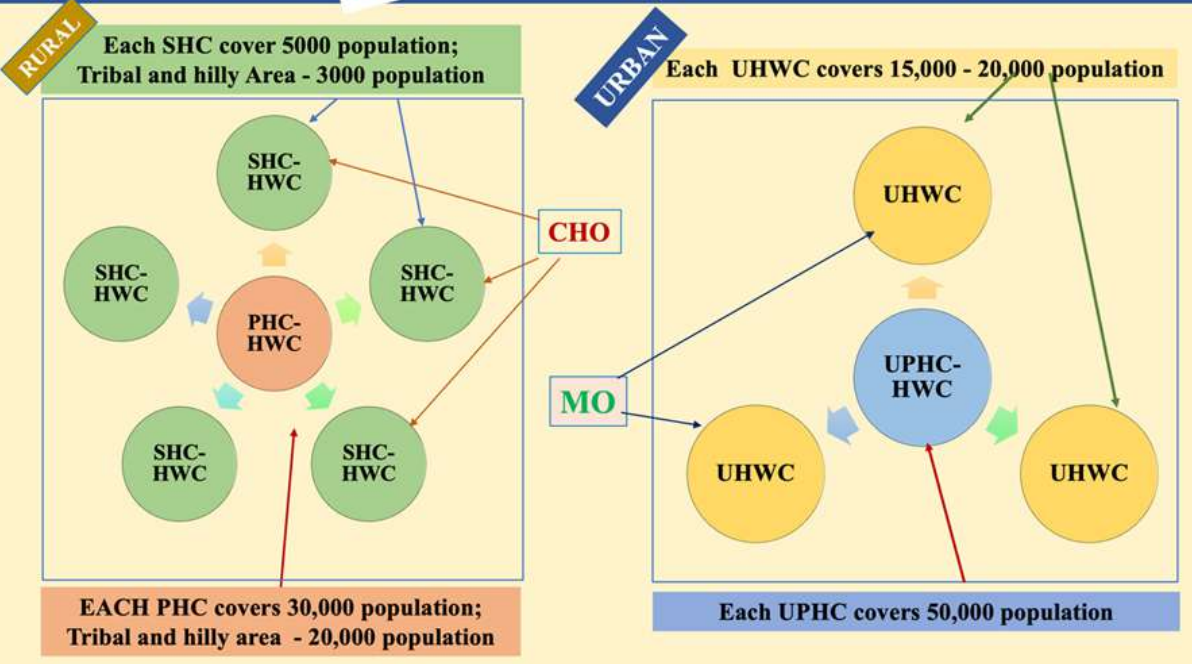 RURAL
Each SHC cover 5000 population;
Tribal and hilly Area - 3000 population
SHC-
HWC
SHC-
HWC
SHC-
HWC
PHC-
HWC
SHC-
HWC
SHC-
HWC
EACH PHC covers 30,000 population;
Tribal and hilly area - 20,000 population
CHO
MO
URBAN
Each UHWC covers 15,000 - 20,000 population
UHWC
UPHC-
HWC
UHWC
UHWC
Each UPHC covers 50,000 population